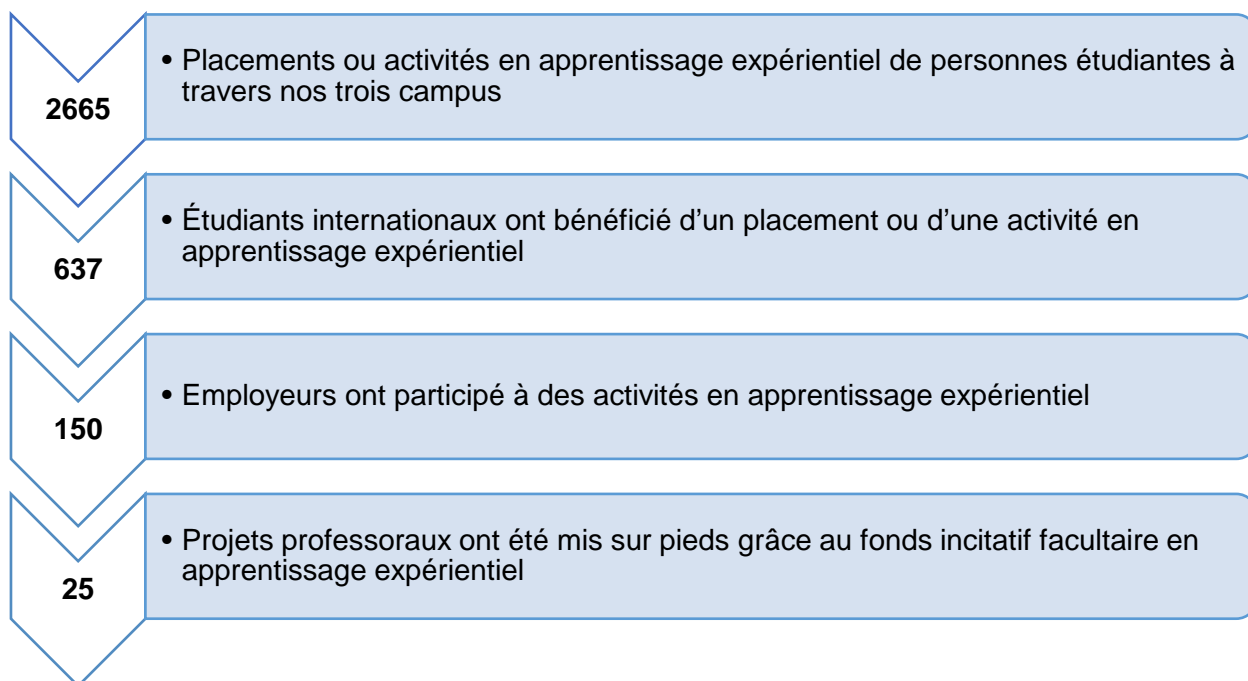 2665
• Placements ou activités en apprentissage expérientiel de personnes étudiantes à
travers nos trois campus
637
• Étudiants internationaux ont bénéficié d'un placement ou d'une activité en
apprentissage expérientiel
150
• Employeurs ont participé à des activités en apprentissage expérientiel
25
• Projets professoraux ont été mis sur pieds grâce au fonds incitatif facultaire en
apprentissage expérientiel